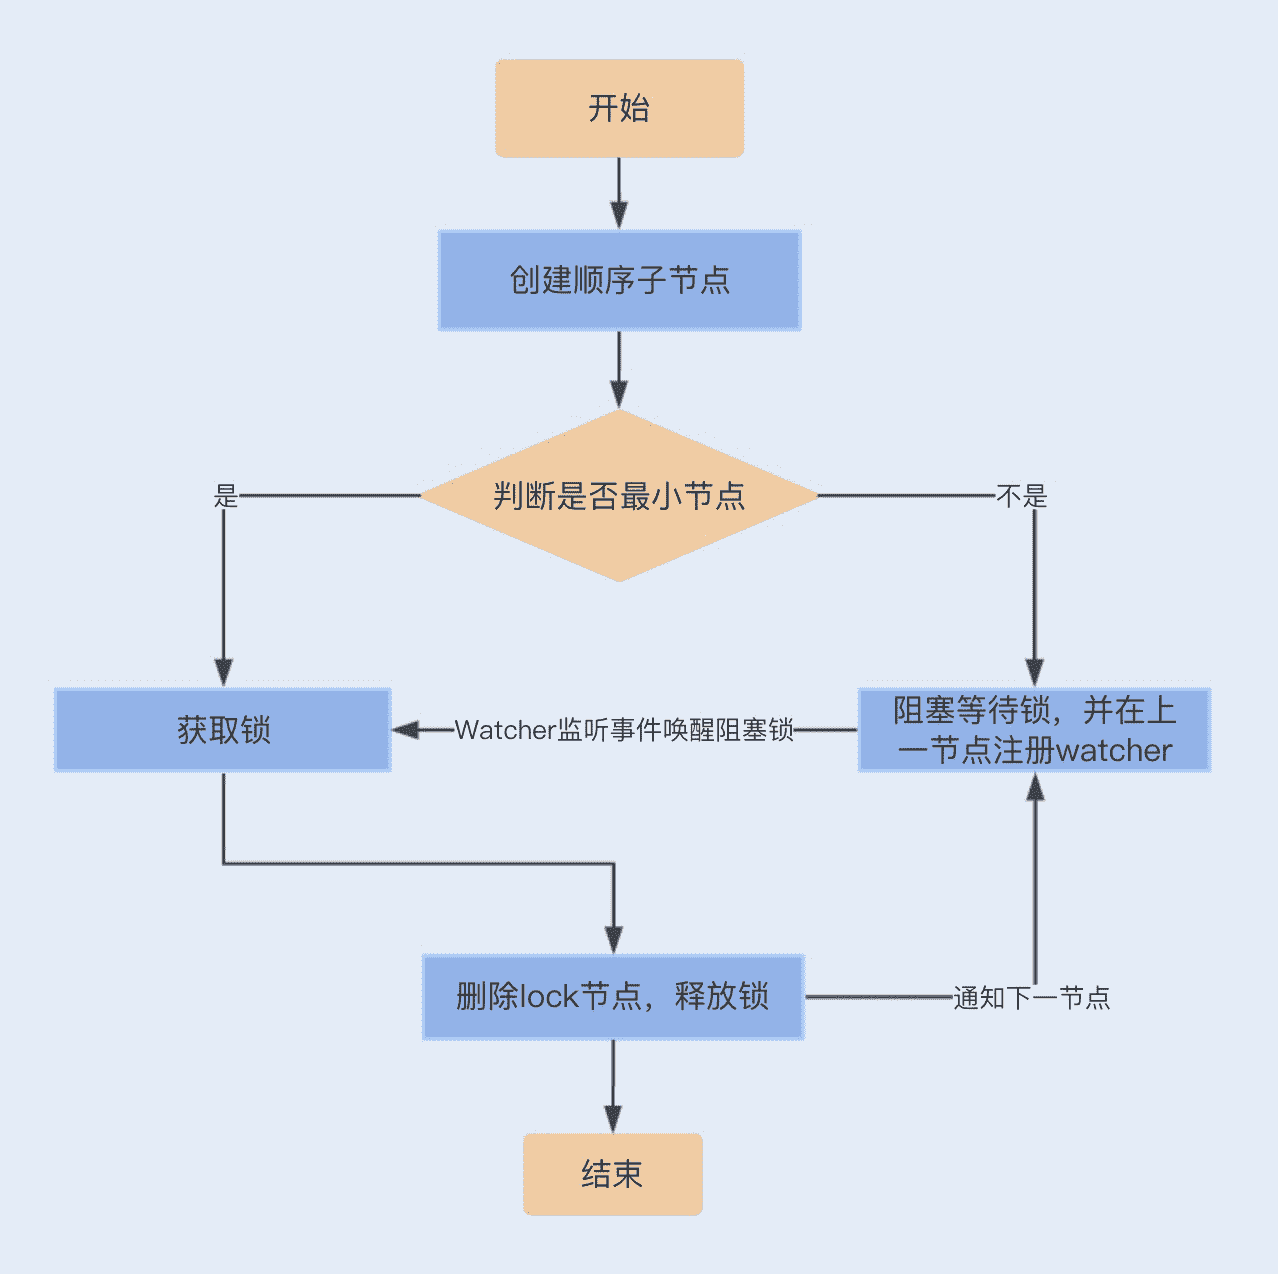 开始
创建顺序子节点
判断是否最小节点
是
不是
获取锁
Watcher监听事件唤醒阻塞锁
阻塞等待锁，并在上
一节点注册watcher
删除lock节点，释放锁
通知下一节点
结束